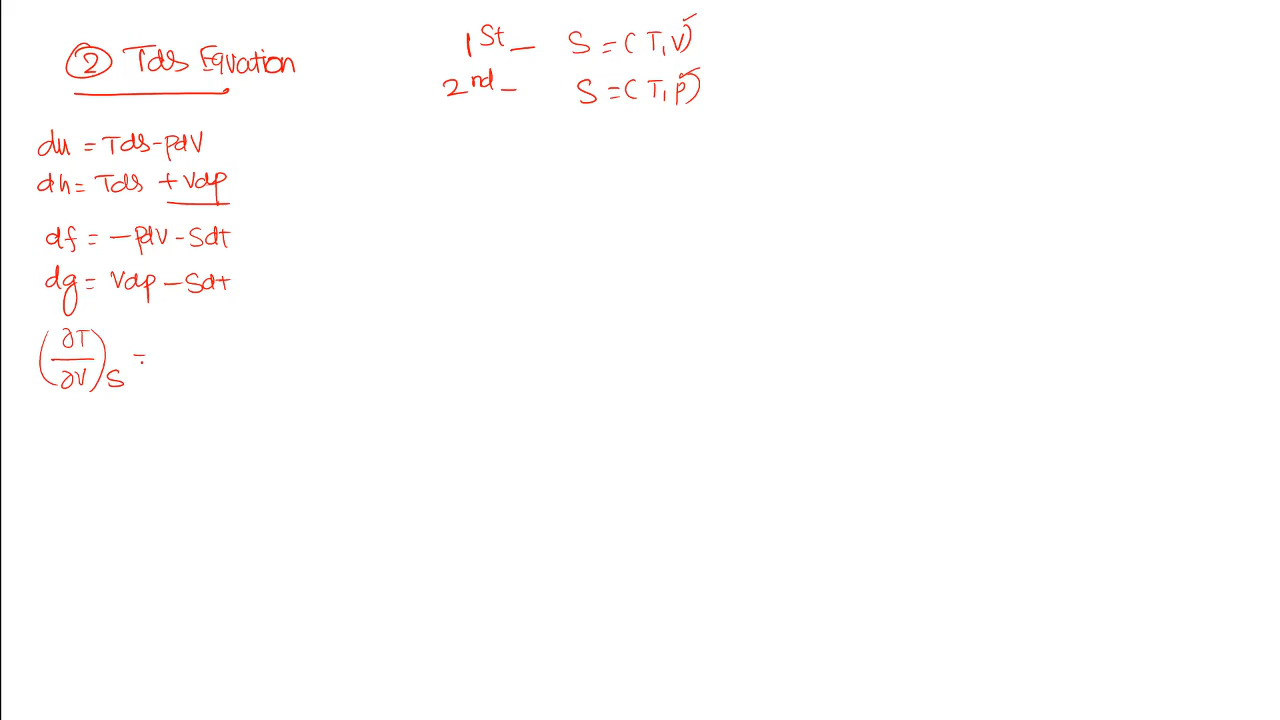 ② Tds Equation
1st - S = (T, V)
2nd - S = (T, p)
du = Tds - pdv
dh = Tds + vdp
df = -pdv - sdt
dg = vdp - sdt
(∂T/∂V)s =